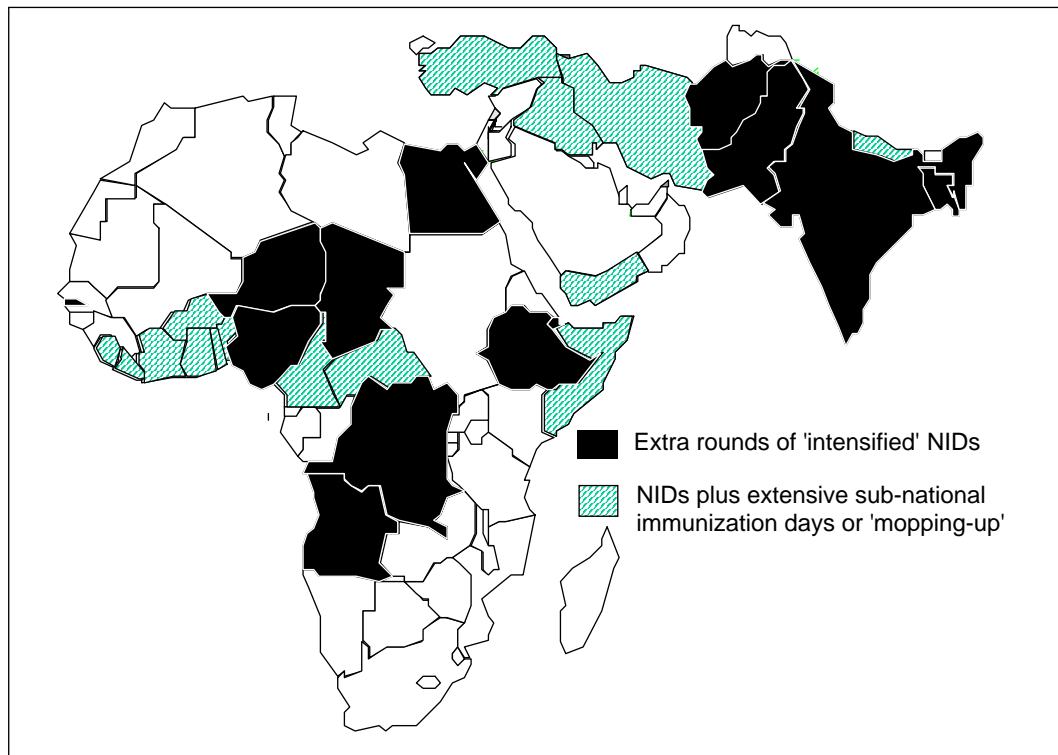 Extra rounds of 'intensified' NIDs
NIDs plus extensive sub-national
immunization days or 'mopping-up'